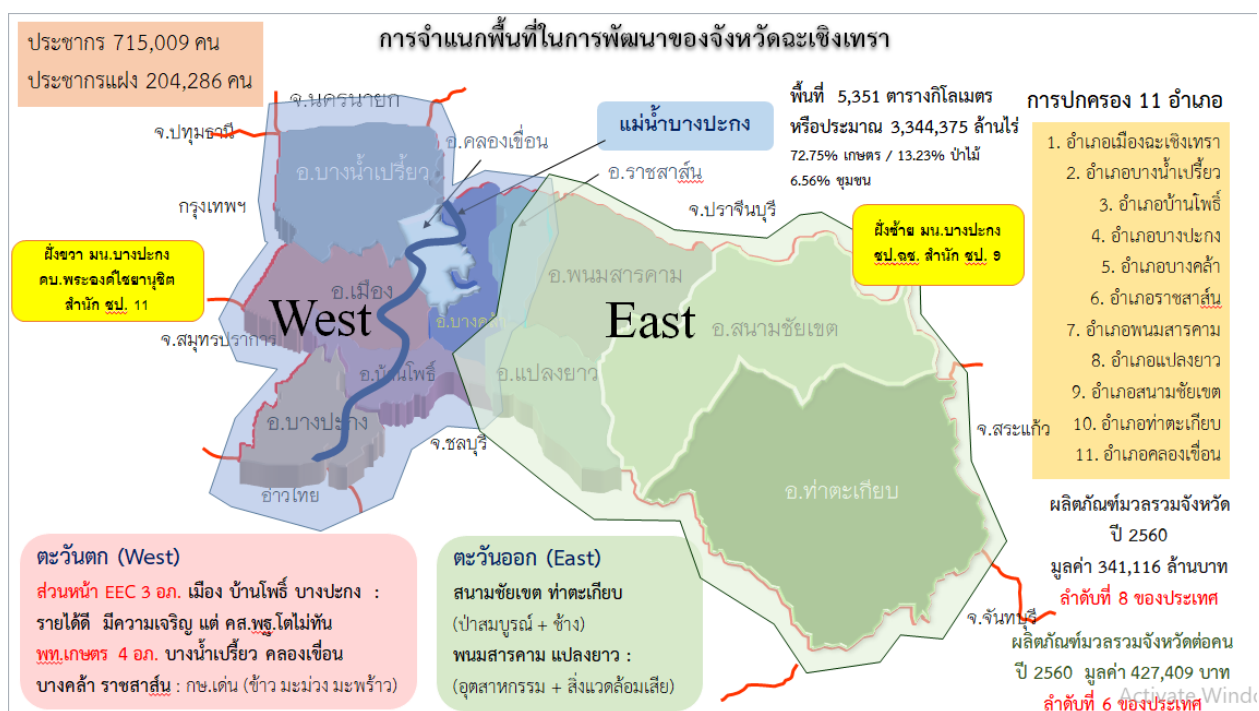 การจำแนกพื้นที่ในการพัฒนาของจังหวัดฉะเชิงเทรา
ประชากร 715,009 คน
ประชากรแฝง 204,286 คน
จ.นครนายก
จ.ปทุมธานี
อ.คลองเขื่อน
แม่น้ำบางปะกง
อ.บางน้ำเปรี้ยว
อ.ราชสาส์น
กรุงเทพฯ
จ.ปราจีนบุรี
พื้นที่ 5,351 ตารางกิโลเมตร
หรือประมาณ 3,344,375 ล้านไร่
72.75% เกษตร / 13.23% ป่าไม้
6.56% ชุมชน
ฝั่งขวา มน.บางปะกง
คบ.พระองค์ไชยานุชิต
สำนัก ชป. 11
ฝั่งซ้าย มน.บางปะกง
ชป.ฉช. สำนัก ชป. 9
อ.พนมสารคาม
อ.เมือง
West
East
อ.บางคล้
อ.สนามชัยเขต
จ.สมุทรปราการ
อ.บ้านโพธิ์
อ.แปลงยาว
อ.บางปะกง
จ.ชลบุรี
จ.สระแก้ว
อ.ท่าตะเกียบ
อ่าวไทย
จ.จันทบุรี
การปกครอง 11 อำเภอ
1. อำเภอเมืองฉะเชิงเทรา
2. อำเภอบางน้ำเปรี้ยว
3. อำเภอบ้านโพธิ์
4. อำเภอบางปะกง
5. อำเภอบางคล้า
6. อำเภอราชสาส์น
7. อำเภอพนมสารคาม
8. อำเภอแปลงยาว
9. อำเภอสนามชัยเขต
10. อำเภอท่าตะเกียบ
11. อำเภอคลองเขื่อน
ผลิตภัณฑ์มวลรวมจังหวัด
ปี 2560
มูลค่า 341,116 ล้านบาท
ลำดับที่ 8 ของประเทศ
ผลิตภัณฑ์มวลรวมจังหวัดต่อคน
ปี 2560 มูลค่า 427,409 บาท
ลำดับที่ 6 ของประเทศ
ตะวันตก (West)
ส่วนหน้า EEC 3 อภ. เมือง บ้านโพธิ์ บางปะกง :
รายได้ดี มีความเจริญ แต่ คส.พฐ.โตไม่ทัน
พท.เกษตร 4 อภ. บางน้ำเปรี้ยว คลองเขื่อน
บางคล้า ราชสาส์น : กษ.เด่น (ข้าว มะม่วง มะพร้าว)
ตะวันออก (East)
สนามชัยเขต ท่าตะเกียบ
(ป่าสมบูรณ์ + ช้าง)
พนมสารคาม แปลงยาว :
(อุตสาหกรรม + สิ่งแวดล้อมเสีย)
Activate Windo